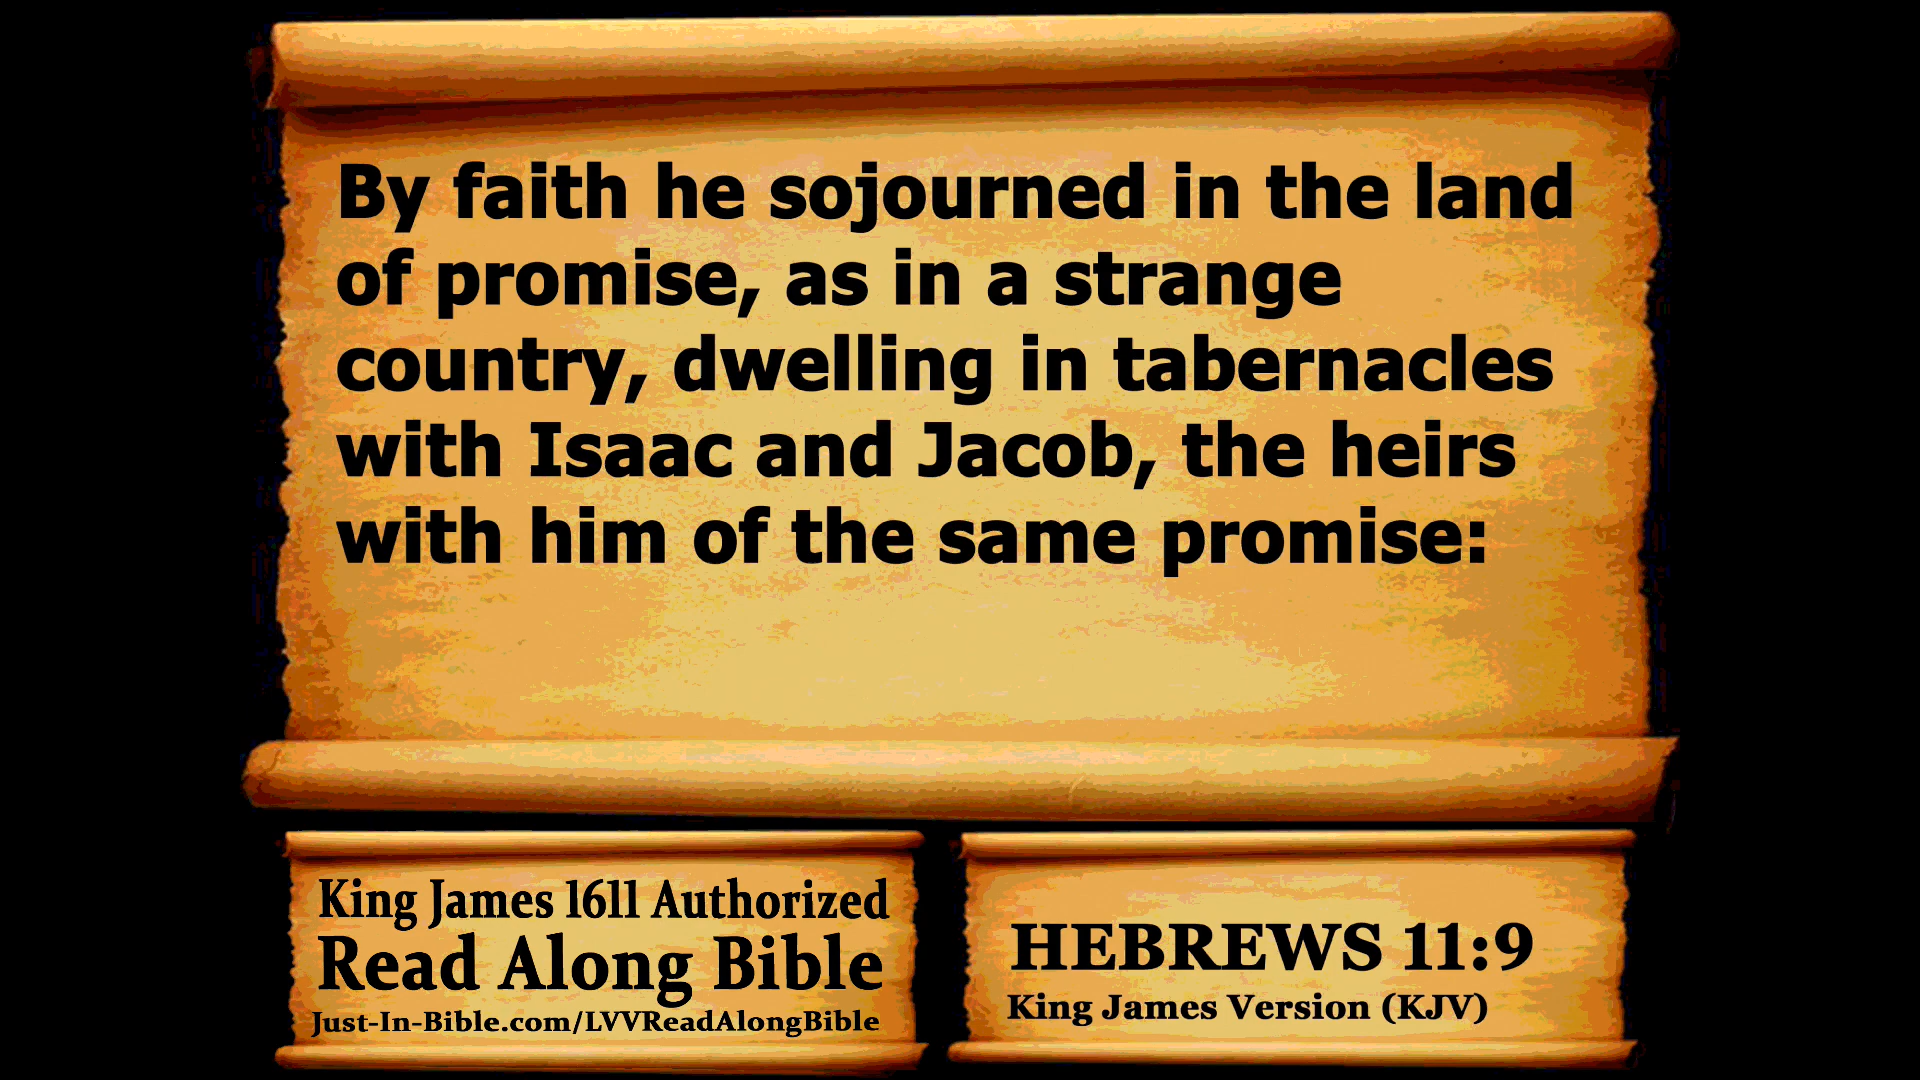 By faith he sojourned in the land
of promise, as in a strange
country, dwelling in tabernacles
with Isaac and Jacob, the heirs
with him of the same promise:
King James 1611 Authorized
Read Along Bible
Just-In-Bible.com/LVVReadAlongBible
HEBREWS 11:9
King James Version (KJV)